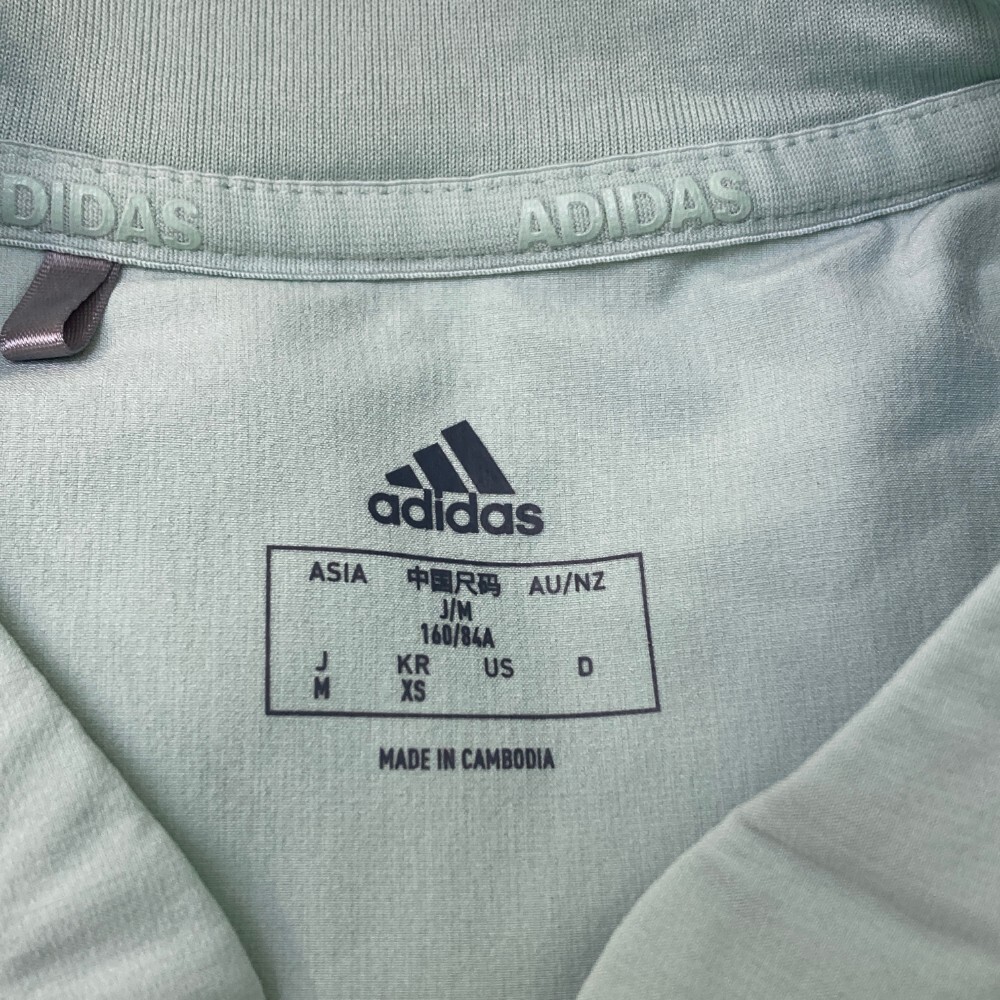 DIDAS ADIDAS
adidas
ASIA 中国尺码 AU/NZ
J/M
160/84A
J KR US D
M XS
MADE IN CAMBODIA